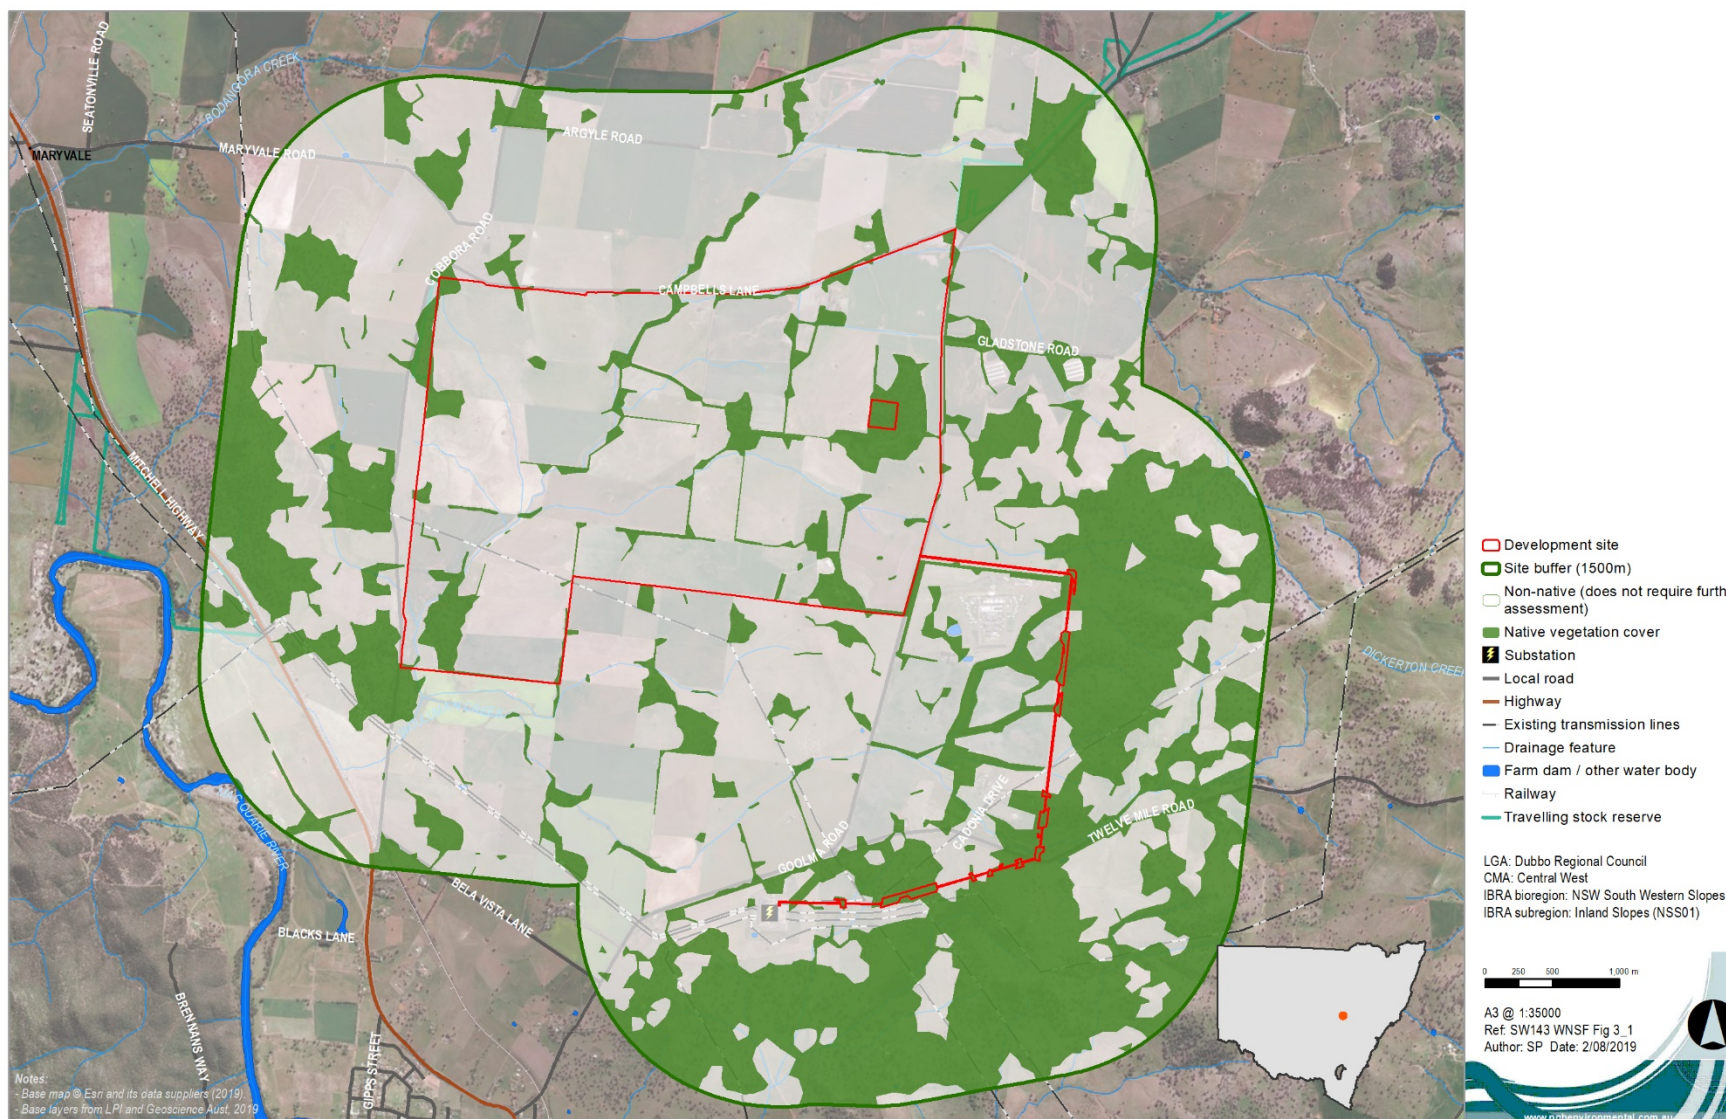 SEATONVILLE ROAD
BODANGORA CREEK
ARGYLE ROAD
MARYVALE ROAD
MARYVALE
COBBORA ROAD
CAMPBELLS LANE
GLADSTONE ROAD
MITCHELL HIGHWAY
DICKERTON CREEK
CADONIA DRIVE
TWELVE MILE ROAD
GOOLMA ROAD
QUARIE RIVER
BELA VISTA LANE
BLACKS LANE
BRENNANS WAY
GIPPS STREET
Notes:
- Base map © Esri and its data suppliers (2019).
- Base layers from LPI and Geoscience Aust, 2019
Development site
Site buffer (1500m)
Non-native (does not require furth
assessment)
Native vegetation cover
Substation
Local road
Highway
Existing transmission lines
Drainage feature
Farm dam / other water body
Railway
Travelling stock reserve
LGA: Dubbo Regional Council
CMA: Central West
IBRA bioregion: NSW South Western Slopes
IBRA subregion: Inland Slopes (NSS01)
0 250 500 1,000 m
A3 @ 1:35000
Ref: SW143 WNSF Fig 3_1
Author: SP Date: 2/08/2019
www.nghenvironmental.com.au